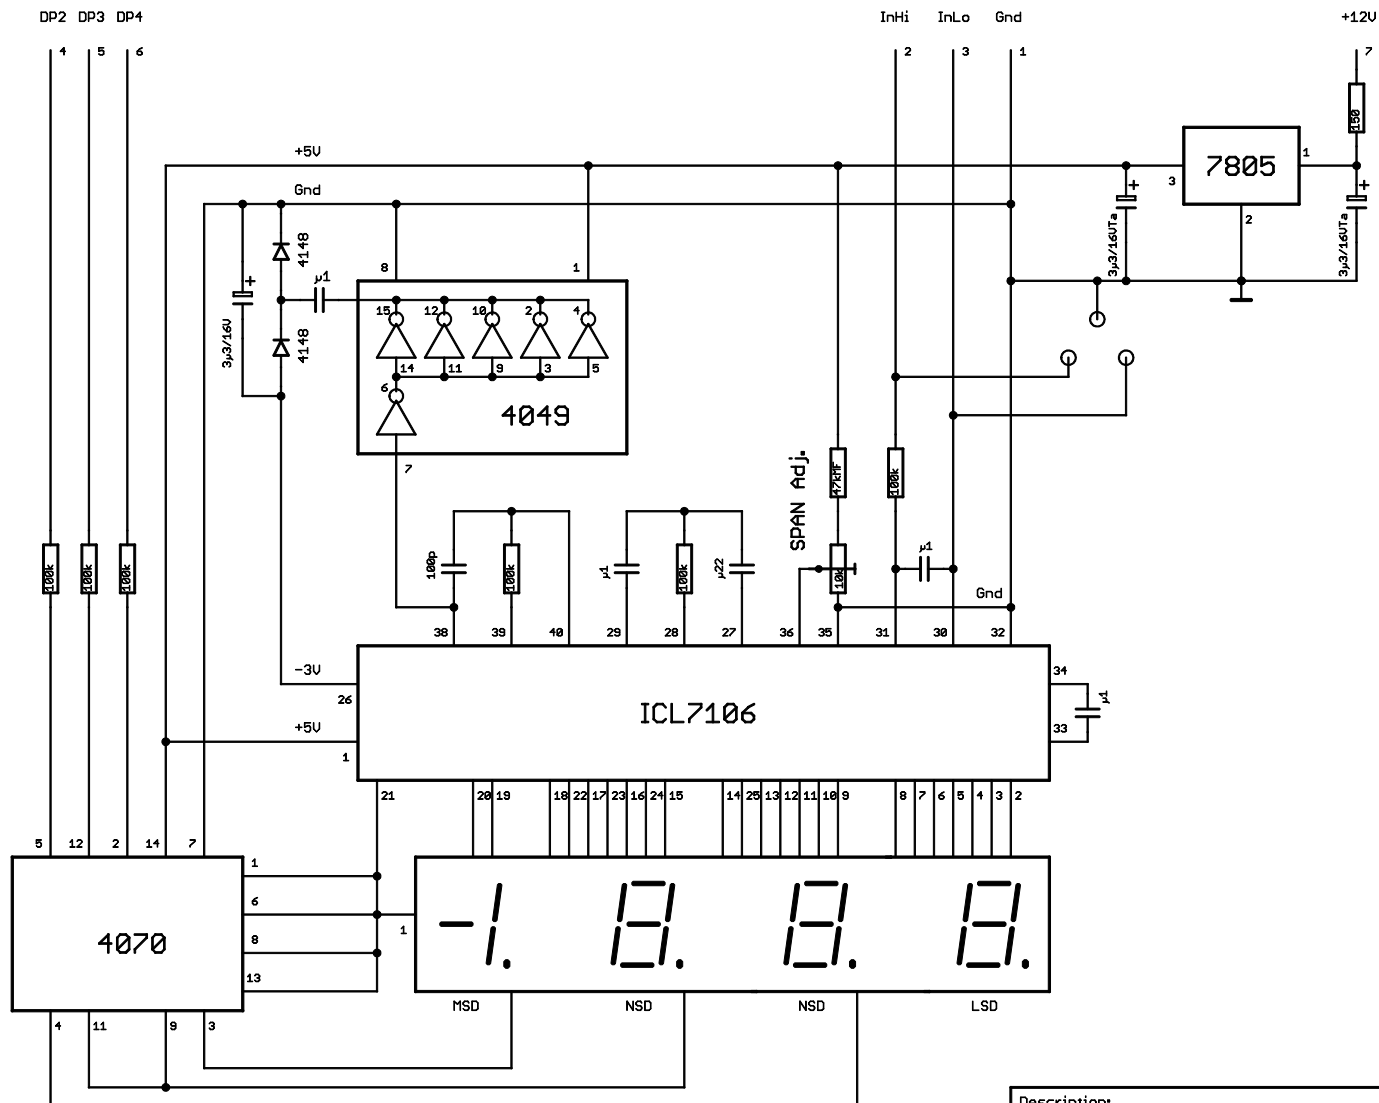 DP2 DP3 DP4 InHi InLo Gnd +12V
4 5 6 2 3 1 7
150
+5V
7805
1
3
Gnd
2
+
3µ3/16VTa
+
3µ3/16VTa
4148
4148
µ1
+
3µ3/16V
8 1
15 12 10 2 4
14 11 9 3 5
6
4049
7
SPAN Adj.
47kMF
100k
100k 100k 100k
100p
100k
µ1
100k
µ22
10k
µ1
Gnd
38 39 40 29 28 27 36 35 31 30 32
-3V
26
ICL7106
34
µ1
33
+5V
1
21 20 19 18 22 17 23 16 24 15 14 25 13 12 11 10 9 8 7 6 5 4 3 2
5 12 2 14 7
1
6
8
13
4070
1
-1. 8. 8. 8.
MSD NSD NSD LSD
4 11 9 3
Description: